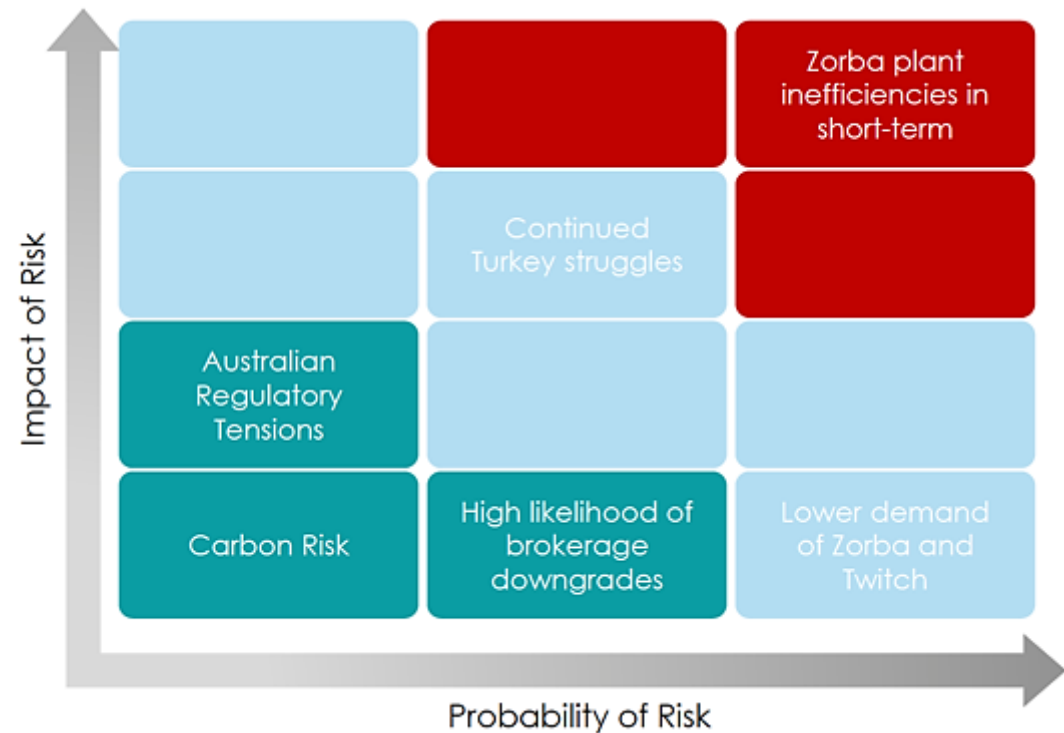 Zorba plant
inefficiencies in
short-term
Continued
Turkey struggles
Australian
Regulatory
Tensions
Carbon Risk
High likelihood of
brokerage
downgrades
Lower demand
of Zorba and
Twitch
Impact of Risk
Probability of Risk